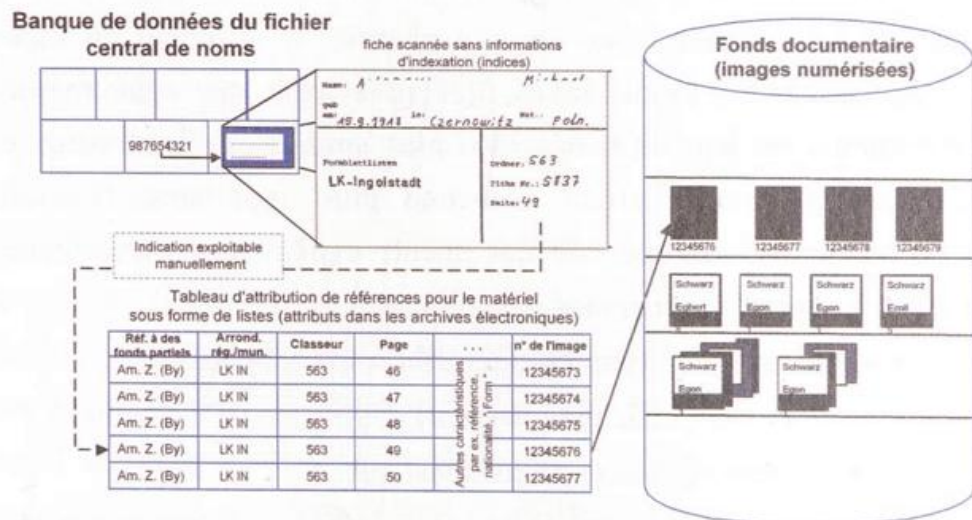 Banque de données du fichier
central de noms
fiche scannée sans informations
d'indexation (indices)
Name: A
Michael
geb
am: 19.9.1918 in: Czernowitz Nat.: Poln.
987654321
Formblattlisten
LK-Ingolstadt
Ordner: 563
Fiche Nr.: 5837
Seite: 49
Indication exploitable
manuellement
Tableau d'attribution de références pour le matériel
sous forme de listes (attributs dans les archives électroniques)
Réf. à des fonds partiels Arrond. rég./mun. Classeur Page ... n° de l'image
Am. Z. (By) LK IN 563 46 12345673
Am. Z. (By) LK IN 563 47 12345674
Am. Z. (By) LK IN 563 48 12345675
Am. Z. (By) LK IN 563 49 12345676
Am. Z. (By) LK IN 563 50 12345677
Autres caractéristiques
par ex. référence,
nationalité, " Form "
Fonds documentaire
(images numérisées)
12345676 12345677 12345678 12345679
Schwarz Schwarz Schwarz Schwarz
Egbert Egon Egon Emil
Schwarz Schwarz
Egon Egon